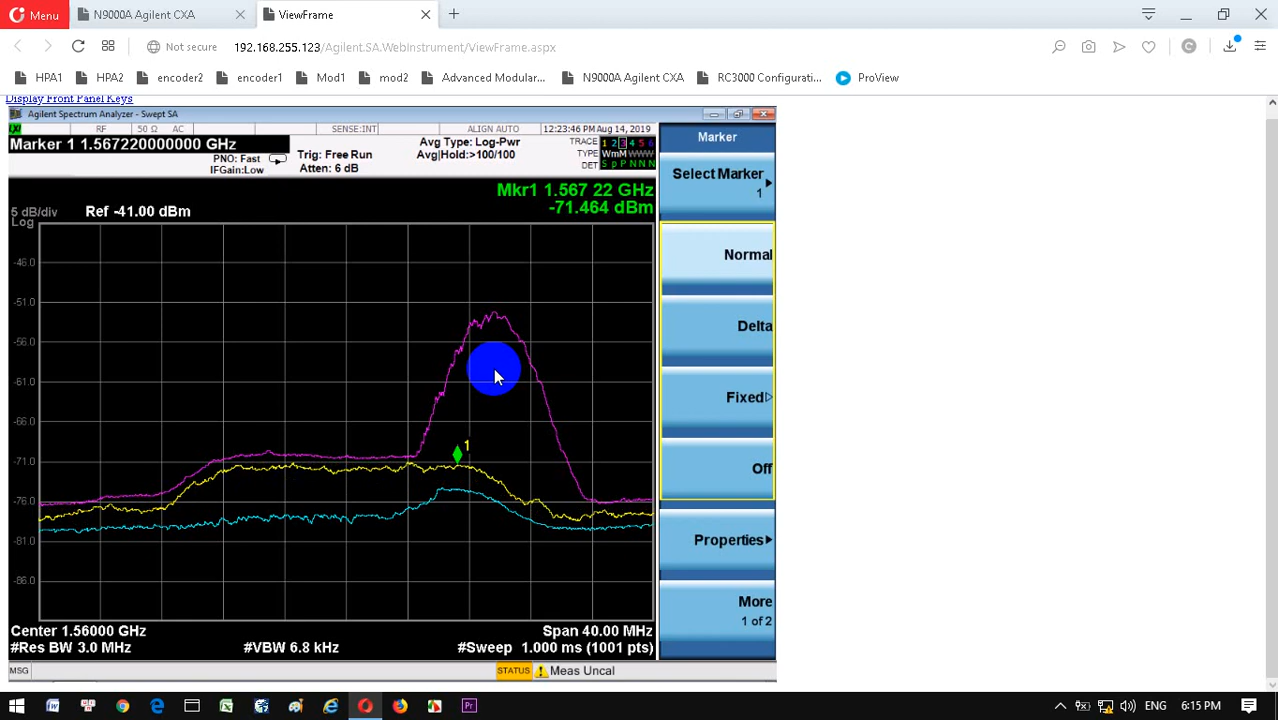 Menu
N9000A Agilent CXA
ViewFrame
Not secure
192.168.255.123/Agilent.SA.WebInstrument/ViewFrame.aspx
HPA1
HPA2
encoder2
encoder1
Mod1
mod2
Advanced Modular...
N9000A Agilent CXA
RC3000 Configurati...
ProView
Display Front Panel Keys
Agilent Spectrum Analyzer - Swept SA
RF
50 Ω
AC
SENSE:INT
ALIGN AUTO
12:23:46 PM Aug 14, 2019
Marker 1 1.567220000000 GHz
PNO: Fast
IFGain:Low
Trig: Free Run
Atten: 6 dB
Avg Type: Log-Pwr
Avg|Hold:>100/100
TRACE 1 2 3 4 5 6
TYPE WWMWWW
DET S p P N N N
Mkr1 1.567 22 GHz
-71.464 dBm
5 dB/div
Log
Ref -41.00 dBm
-46.0
-51.0
-56.0
-61.0
-66.0
-71.0
-76.0
-81.0
-86.0
1
Center 1.56000 GHz
Span 40.00 MHz
#Res BW 3.0 MHz
#VBW 6.8 kHz
#Sweep 1.000 ms (1001 pts)
MSG
STATUS
Meas Uncal
Marker
Select Marker
1
Normal
Delta
Fixed
Off
Properties
More
1 of 2
ENG
6:15 PM